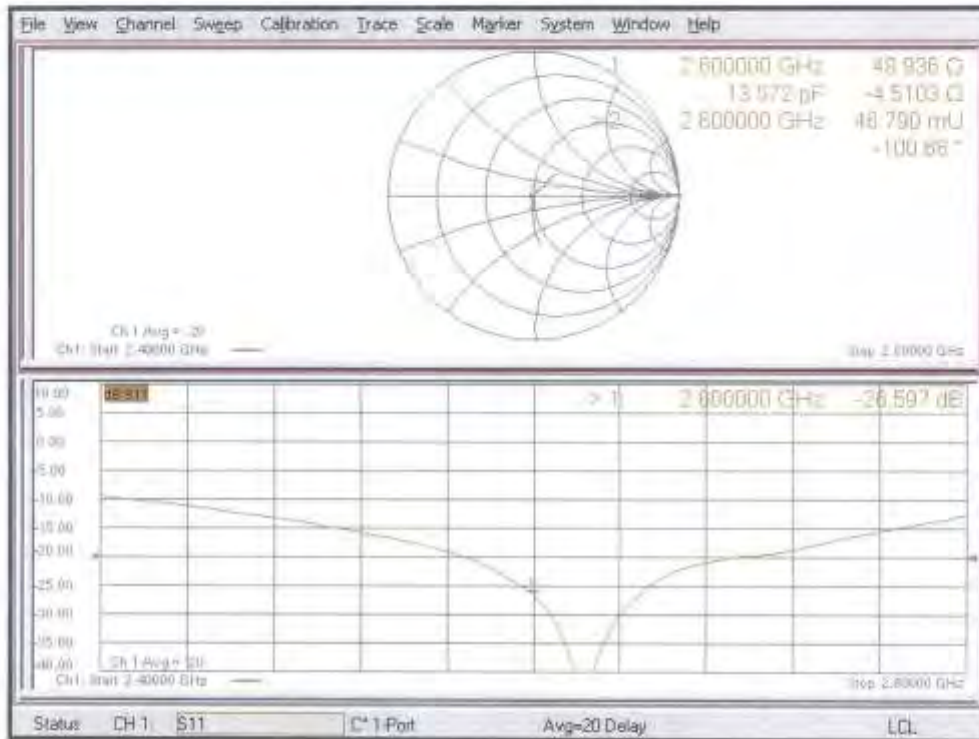 File View Channel Sweep Calibration Trace Scale Marker System Window Help
1 2.600000 GHz 48.936 Ω
13.572 pF -4.5103 Ω
2 2.600000 GHz 46.790 mU
-100.66 °
Ch 1 Avg = 20
Ch1: Start 2.40000 GHz
Stop 2.80000 GHz
10.00
5.00
0.00
-5.00
-10.00
-15.00
-20.00
-25.00
-30.00
-35.00
-40.00
dB S11
> 1 2.600000 GHz -26.597 dB
Ch 1 Avg = 20
Ch1: Start 2.40000 GHz
Stop 2.80000 GHz
Status CH 1: S11 C* 1-Port Avg=20 Delay LCL